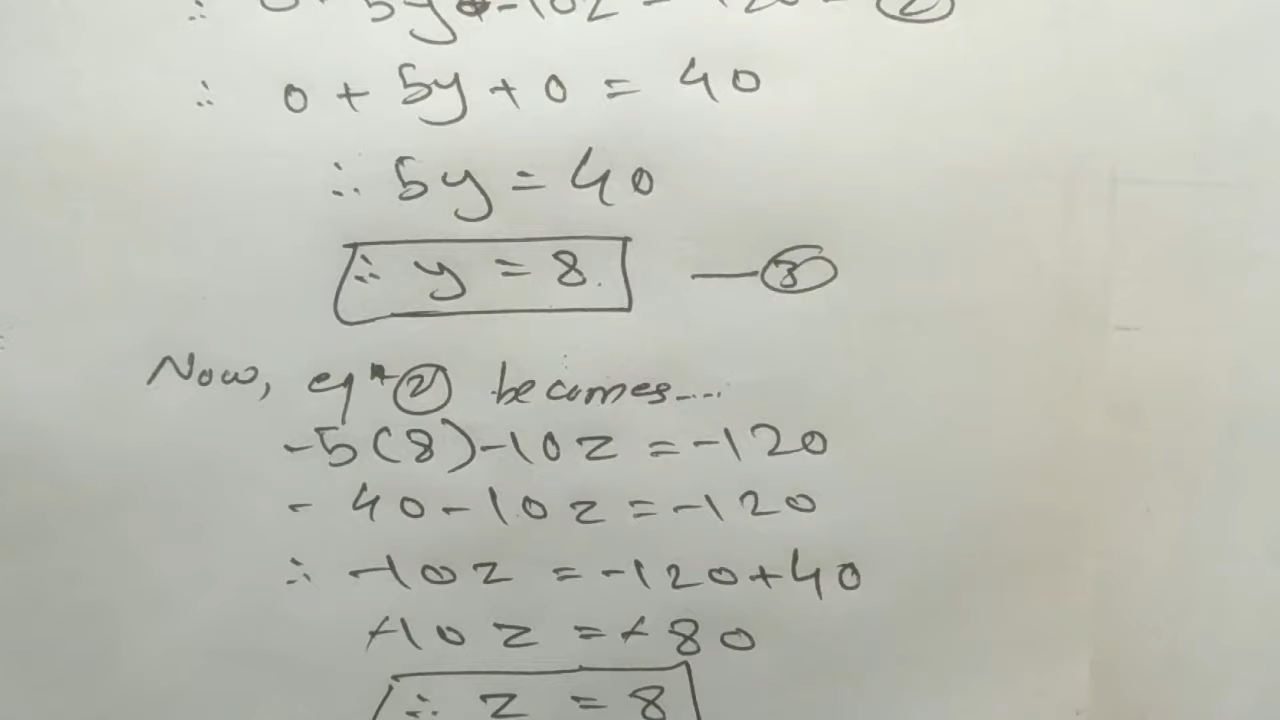 ∴ 0 + 5y + 0 = 40
∴ 5y = 40
∴ y = 8. — ③
Now, eqⁿ ② becomes....
-5(8)-10z = -120
- 40-10z = -120
∴ -10z = -120+40
+10z = +80
∴ z = 8